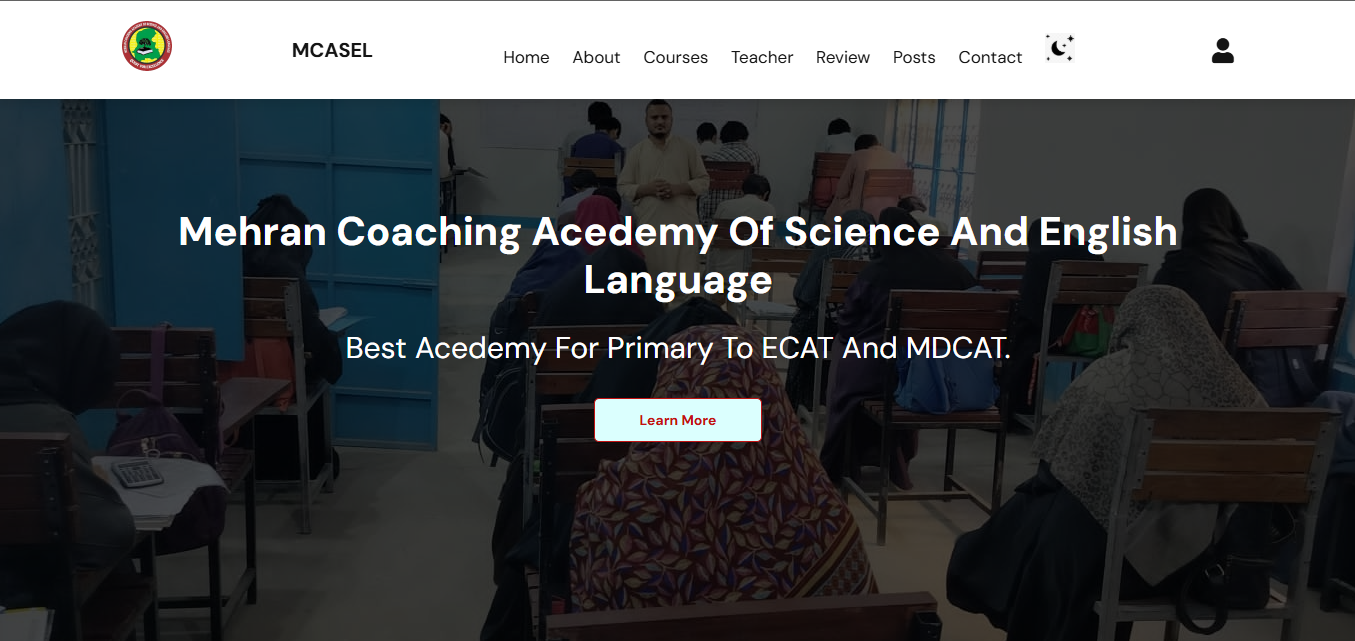 MCASEL
Home About Courses Teacher Review Posts Contact
Mehran Coaching Acedemy Of Science And English
Language
Best Acedemy For Primary To ECAT And MDCAT.
Learn More